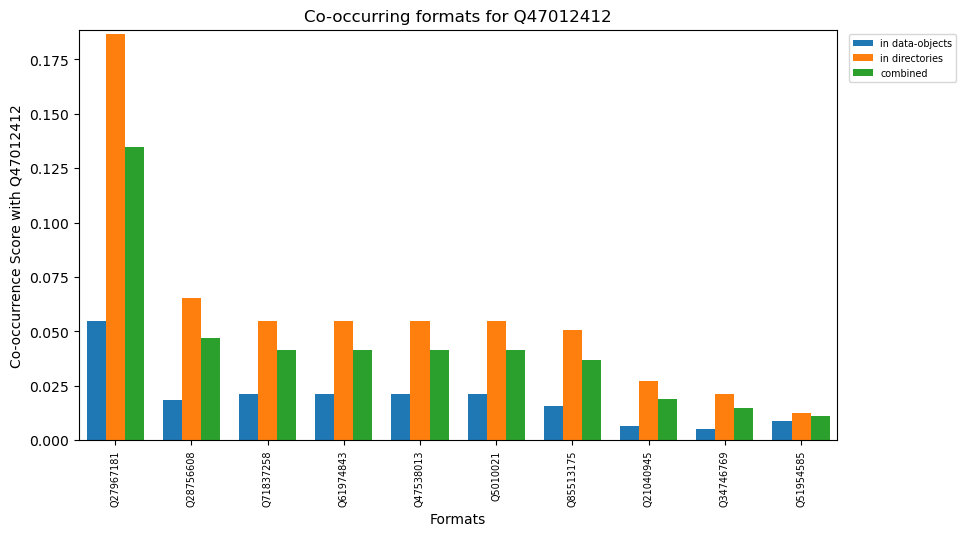 Co-occurring formats for Q47012412
Co-occurrence Score with Q47012412
0.175
0.150
0.125
0.100
0.075
0.050
0.025
0.000
Q27967181
Q28756608
Q71837258
Q61974843
Q47538013
Q5010021
Q85513175
Q21040945
Q34746769
Q51954585
Formats
in data-objects
in directories
combined